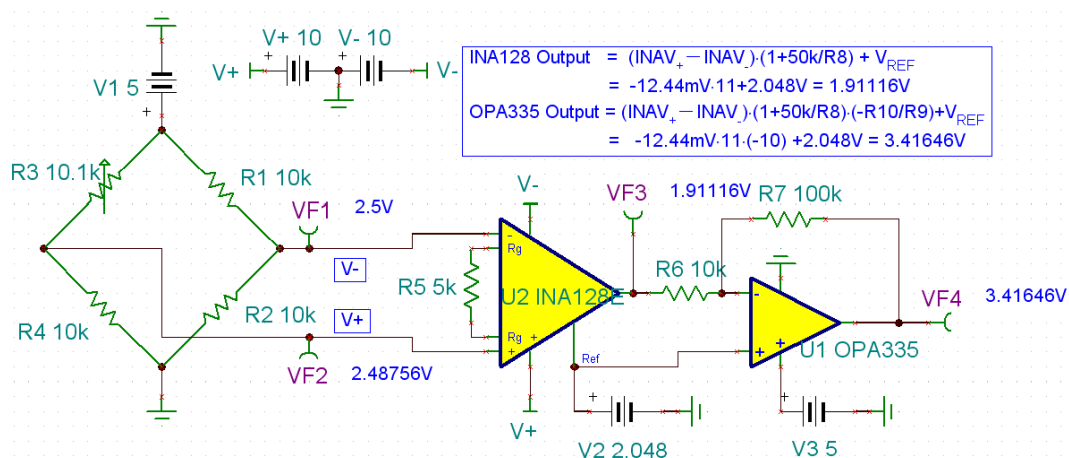 V+ 10
V- 10
V+
V-
V1 5
+
+
+
INA128 Output = (INAV+ − INAV-)·(1+50k/R8) + VREF
= -12.44mV·11+2.048V = 1.91116V
OPA335 Output = (INAV+ − INAV-)·(1+50k/R8)·(-R10/R9)+VREF
= -12.44mV·11·(-10) +2.048V = 3.41646V
R3 10.1k
R1 10k
VF1
2.5V
V-
VF3
1.91116V
R7 100k
-
Rg
V-
R5 5k
U2 INA128E
R6 10k
-
VF4
3.41646V
R4 10k
R2 10k
V+
Rg
+
+
Ref
+
+
U1 OPA335
VF2
2.48756V
V+
+
V2 2.048
+
V3 5